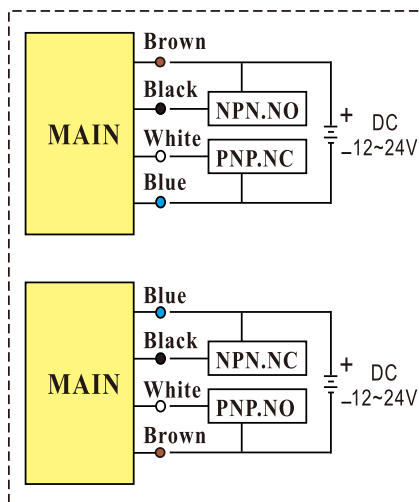 Brown
Black
NPN.NO
MAIN
White
PNP.NC
Blue
+ DC
–12~24V
Blue
Black
NPN.NC
MAIN
White
PNP.NO
Brown
+ DC
–12~24V